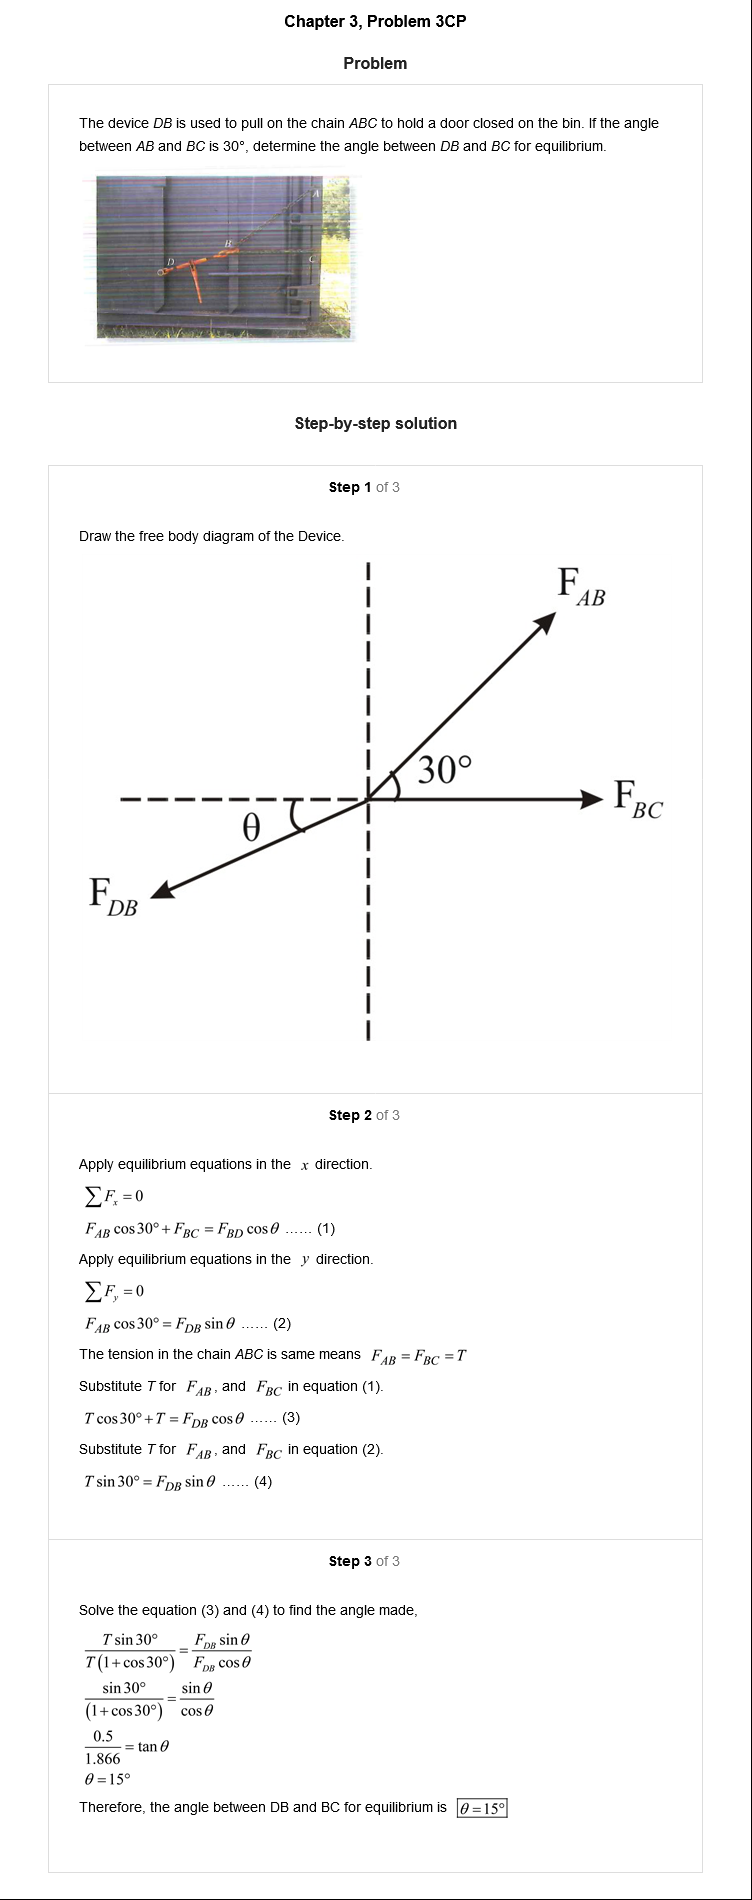 Chapter 3, Problem 3CP
Problem
The device DB is used to pull on the chain ABC to hold a door closed on the bin. If the angle
between AB and BC is 30°, determine the angle between DB and BC for equilibrium.
A
B
D
C
Step-by-step solution
Step 1 of 3
Draw the free body diagram of the Device.
F_AB
30°
F_BC
θ
F_DB
Step 2 of 3
Apply equilibrium equations in the x direction.
∑F_x = 0
F_AB cos 30° + F_BC = F_BD cos θ …… (1)
Apply equilibrium equations in the y direction.
∑F_y = 0
F_AB cos 30° = F_DB sin θ …… (2)
The tension in the chain ABC is same means F_AB = F_BC = T
Substitute T for F_AB, and F_BC in equation (1).
T cos 30° + T = F_DB cos θ …… (3)
Substitute T for F_AB, and F_BC in equation (2).
T sin 30° = F_DB sin θ …… (4)
Step 3 of 3
Solve the equation (3) and (4) to find the angle made,
T sin 30° / T(1+cos 30°) = F_DB sin θ / F_DB cos θ
sin 30° / (1+cos 30°) = sin θ / cos θ
0.5 / 1.866 = tan θ
θ = 15°
Therefore, the angle between DB and BC for equilibrium is θ = 15°